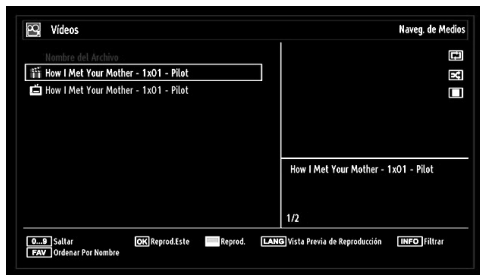 Vídeos Naveg. de Medios
Nombre del Archivo
How I Met Your Mother - 1x01 - Pilot
How I Met Your Mother - 1x01 - Pilot
How I Met Your Mother - 1x01 - Pilot
1/2
0...9 Saltar OK Reprod.Este Reprod. LANG Vista Previa de Reproducción INFO Filtrar
FAV Ordenar Por Nombre